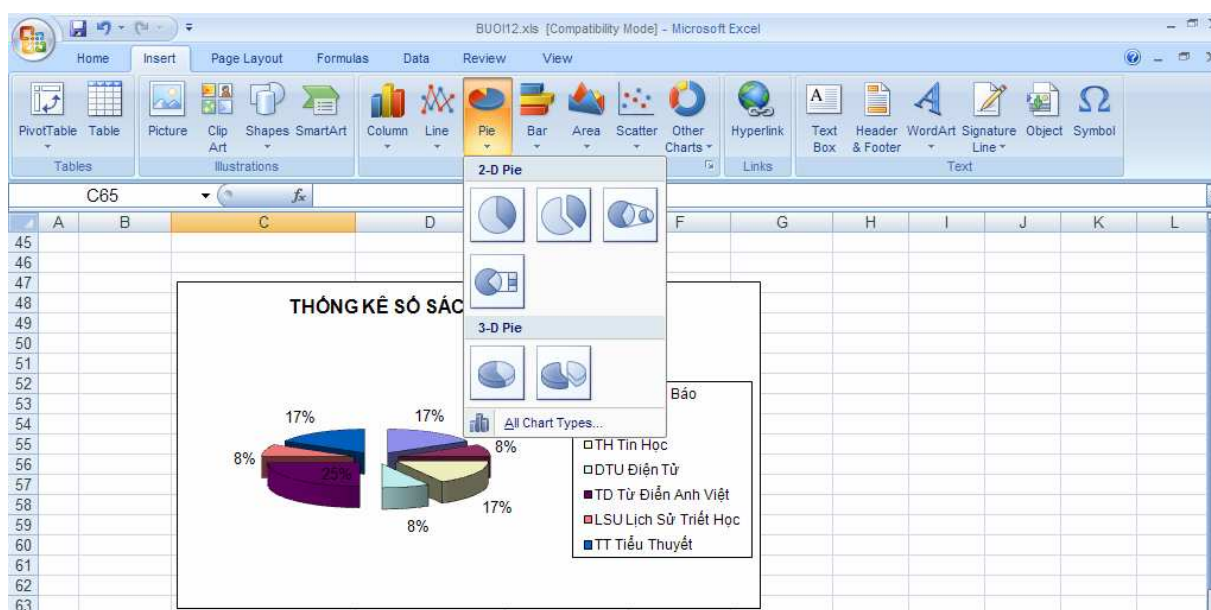 BUOI12.xls [Compatibility Mode] - Microsoft Excel
Home Insert Page Layout Formulas Data Review View
PivotTable Table Picture Clip Art Shapes SmartArt Column Line Pie Bar Area Scatter Other Charts Hyperlink Text Box Header & Footer WordArt Signature Line Object Symbol
Tables Illustrations Links Text
2-D Pie
C65 fx
A B C D F G H I J K L
45
46
47
48 THỐNG KÊ SỐ SÁC
49 3-D Pie
50
51
52
53 Báo
54 17% 17% All Chart Types...
55 8% TH Tin Học
56 8% 25% DTU Điện Tử
57 TD Từ Điển Anh Việt
58 17% LSU Lịch Sử Triết Học
59 8%
60 TT Tiểu Thuyết
61
62
63